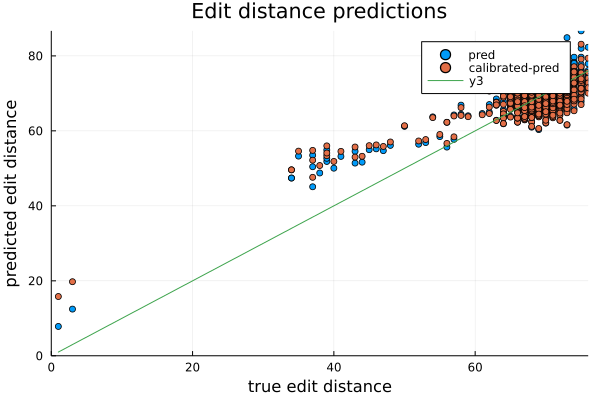 Edit distance predictions
pred
calibrated-pred
y3
predicted edit distance
80
60
40
20
0
0 20 40 60
true edit distance